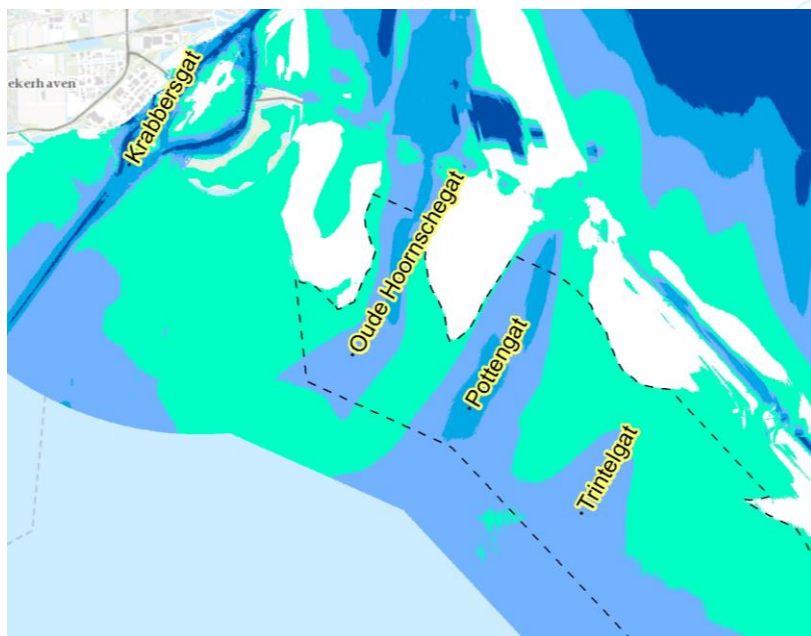 ekerhaven
Krabbersgat
Oude Hoornschegat
Pottengat
Trintelgat